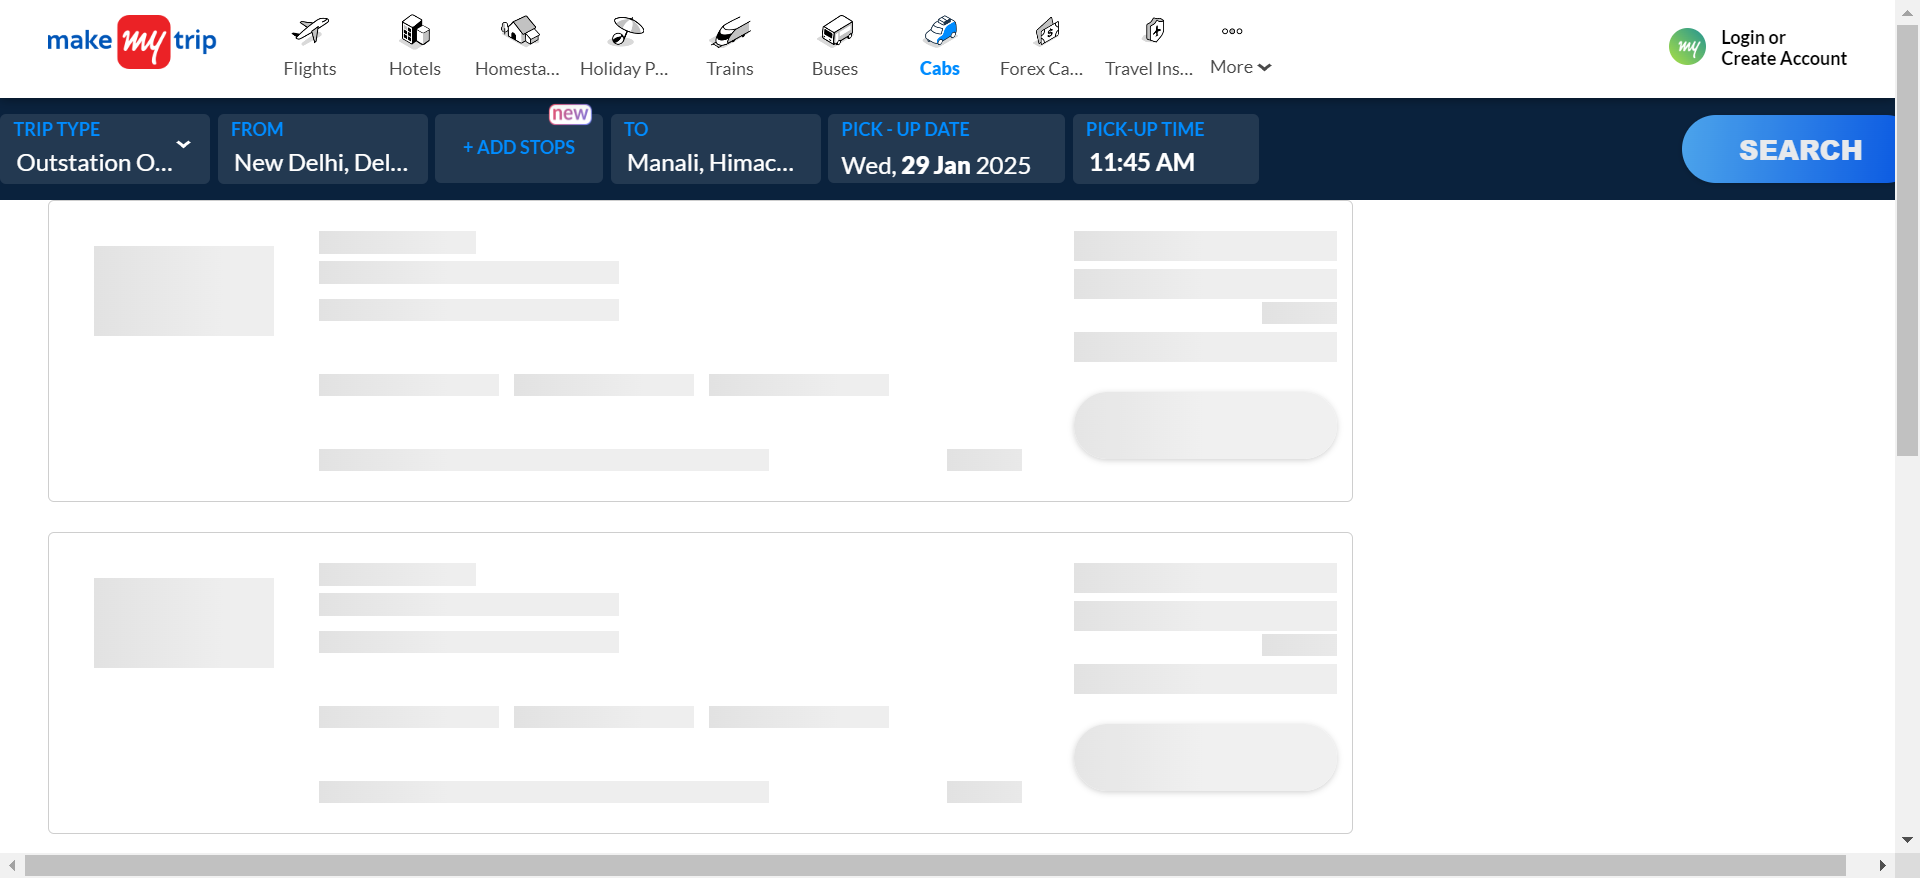 make my trip
Flights
Hotels
Homesta...
Holiday P...
Trains
Buses
Cabs
Forex Ca...
Travel Ins...
More
my
Login or
Create Account
TRIP TYPE
Outstation O...
FROM
New Delhi, Del...
new
+ ADD STOPS
TO
Manali, Himac...
PICK - UP DATE
Wed, 29 Jan 2025
PICK-UP TIME
11:45 AM
SEARCH